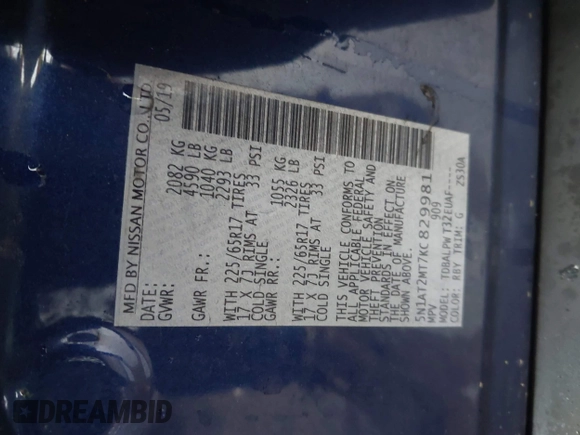 MFD BY NISSAN MOTOR CO., LTD.
DATE: 05/19
GVWR: 2082 KG
4590 LB
GAWR FR.: 1040 KG
2293 LB
WITH 225/65R17 TIRES
17 X 7J RIMS AT 33 PSI
COLD SINGLE
GAWR RR.: 1055 KG
2326 LB
WITH 225/65R17 TIRES
17 X 7J RIMS AT 33 PSI
COLD SINGLE
THIS VEHICLE CONFORMS TO
ALL APPLICABLE FEDERAL
MOTOR VEHICLE SAFETY AND
THEFT PREVENTION
STANDARDS IN EFFECT ON
THE DATE OF MANUFACTURE
SHOWN ABOVE.
5N1AT2MT7KC829981
MPV 909
MODEL: TDRALPW T32EUAF----
COLOR: RBY TRIM: G ZS30A
DREAMBID